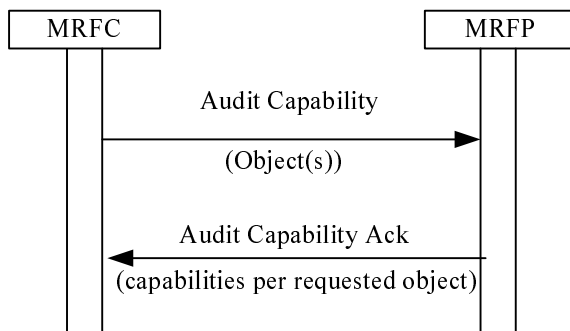 MRFC
MRFP
Audit Capability
(Object(s))
Audit Capability Ack
(capabilities per requested object)